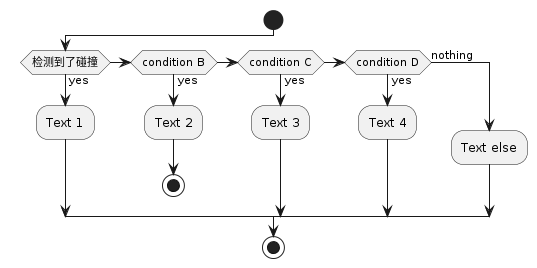 检测到了碰撞
condition B
condition C
condition D
nothing
yes
yes
yes
yes
Text 1
Text 2
Text 3
Text 4
Text else